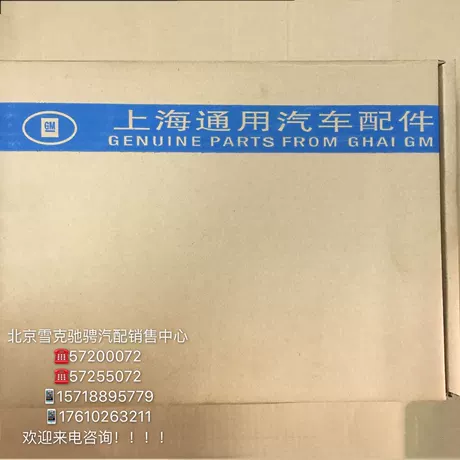 GM
上海通用汽车配件
GENUINE PARTS FROM GHAI GM
北京雪克驰骋汽配销售中心
☎57200072
☎57255072
📱15718895779
📱17610263211
欢迎来电咨询！！！！